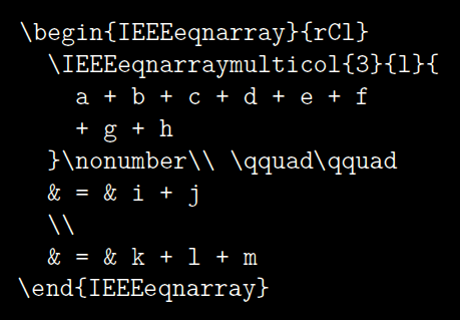 \begin{IEEEeqnarray}{rCl}
\IEEEeqnarraymulticol{3}{l}{
a + b + c + d + e + f
+ g + h
}\nonumber\\ \qquad\qquad
& = & i + j
\\
& = & k + l + m
\end{IEEEeqnarray}